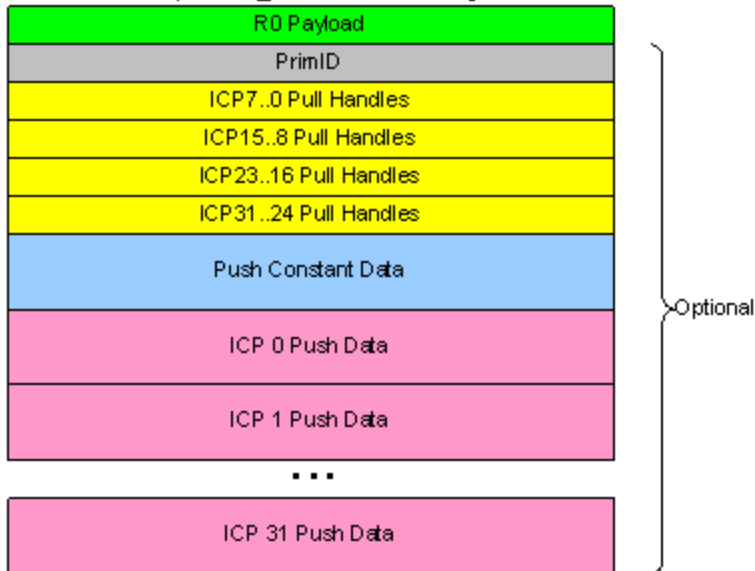 R0 Payload
PrimID
ICP7..0 Pull Handles
ICP15..8 Pull Handles
ICP23..16 Pull Handles
ICP31..24 Pull Handles
Push Constant Data
Optional
ICP 0 Push Data
ICP 1 Push Data
...
ICP 31 Push Data